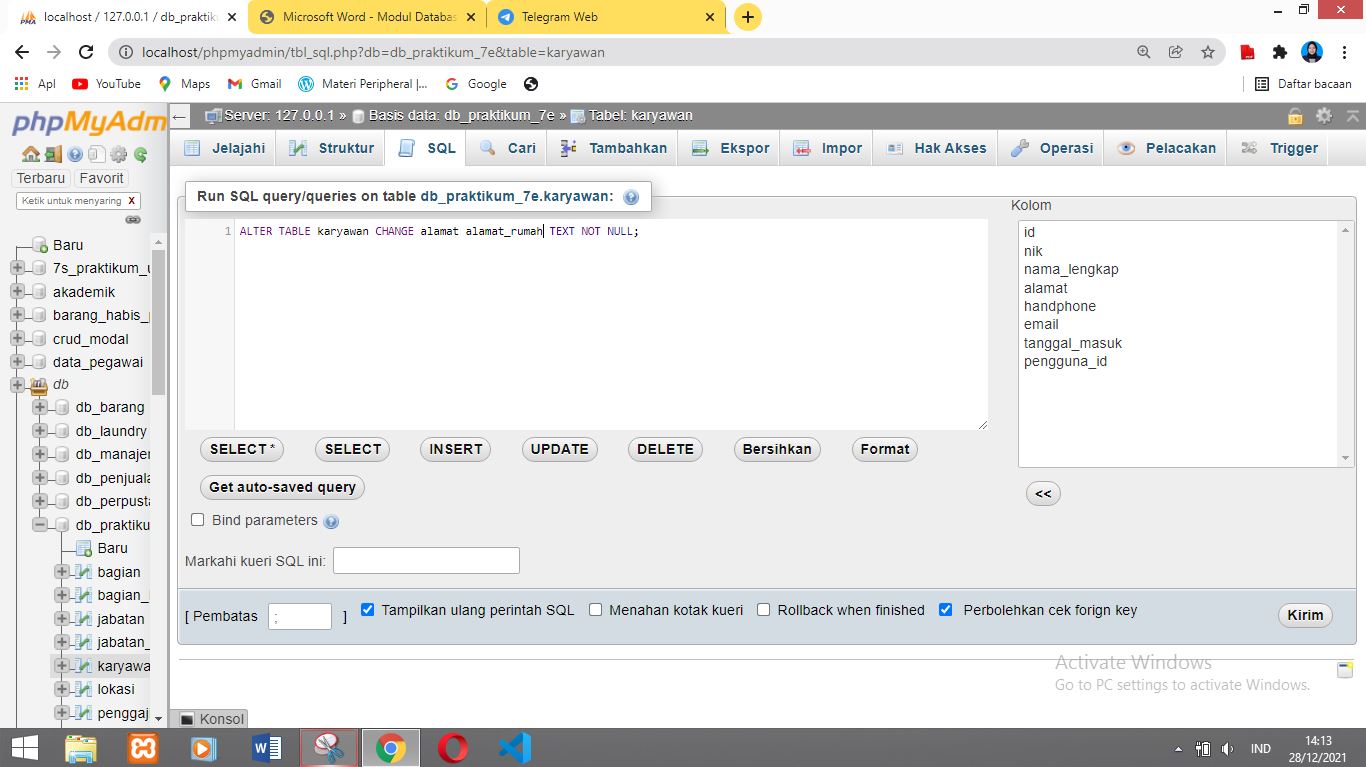 localhost / 127.0.0.1 / db_praktik
Microsoft Word - Modul Databas
Telegram Web
localhost/phpmyadmin/tbl_sql.php?db=db_praktikum_7e&table=karyawan
Apl YouTube Maps Gmail Materi Peripheral |... Google Daftar bacaan
phpMyAdm
Server: 127.0.0.1 » Basis data: db_praktikum_7e » Tabel: karyawan
Jelajahi Struktur SQL Cari Tambahkan Ekspor Impor Hak Akses Operasi Pelacakan Trigger
Terbaru Favorit
Ketik untuk menyaring X
Baru
7s_praktikum_u
akademik
barang_habis_
crud_modal
data_pegawai
db
db_barang
db_laundry
db_manajer
db_penjuala
db_perpusta
db_praktiku
Baru
bagian
bagian_
jabatan
jabatan_
karyawa
lokasi
penggaj
Run SQL query/queries on table db_praktikum_7e.karyawan:
1 ALTER TABLE karyawan CHANGE alamat alamat_rumah TEXT NOT NULL;
Kolom
id
nik
nama_lengkap
alamat
handphone
email
tanggal_masuk
pengguna_id
<<
SELECT * SELECT INSERT UPDATE DELETE Bersihkan Format
Get auto-saved query
Bind parameters
Markahi kueri SQL ini:
[ Pembatas ; ] Tampilkan ulang perintah SQL Menahan kotak kueri Rollback when finished Perbolehkan cek forign key Kirim
Activate Windows
Go to PC settings to activate Windows.
Konsol
IND
14:13
28/12/2021